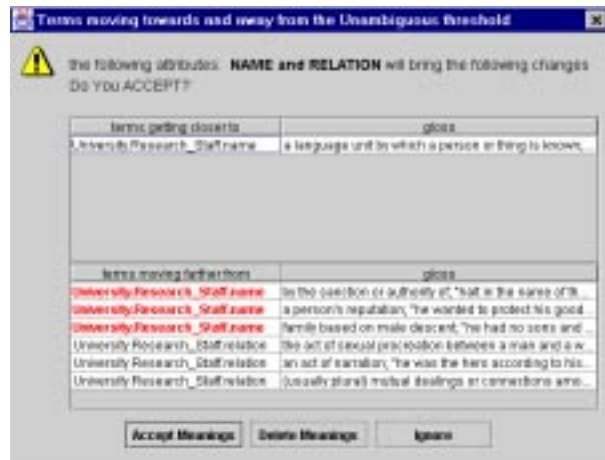 Terms moving towards and away from the Unambiguous threshold
the following attributes: NAME and RELATION will bring the following changes
Do You ACCEPT?
terms getting closer to gloss
University.Research_Staff.name a language unit by which a person or thing is known,
terms moving farther from gloss
University.Research_Staff.name by the sanction or authority of; "halt in the name of th...
University.Research_Staff.name a person's reputation; "he wanted to protect his good
University.Research_Staff.name family based on male descent; "he had no sons and
University.Research_Staff.relation the act of sexual procreation between a man and a w...
University.Research_Staff.relation an act of narration; "he was the hero according to his...
University.Research_Staff.relation (usually plural) mutual dealings or connections amo...
Accept Meanings Delete Meanings Ignore